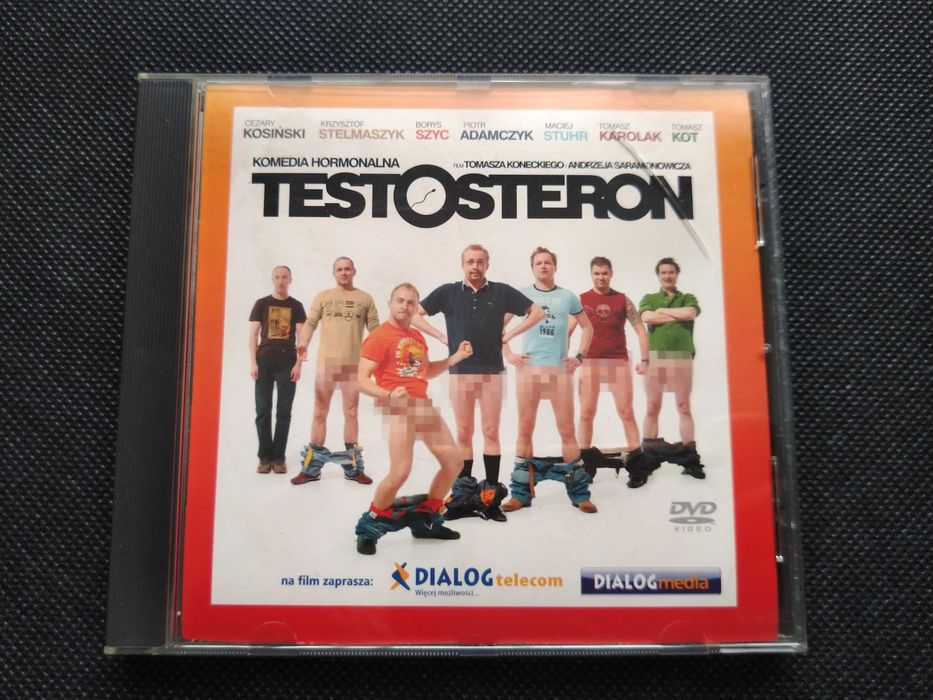 CEZARY KOSIŃSKI
KRZYSZTOF STELMASZYK
BORYS SZYC
PIOTR ADAMCZYK
MACIEJ STUHR
TOMASZ KAROLAK
TOMASZ KOT
KOMEDIA HORMONALNA
FILM TOMASZA KONECKIEGO I ANDRZEJA SARAMONOWICZA
TESTOSTERON
1986
DVD
VIDEO
na film zaprasza:
DIALOG telecom
Więcej możliwości...
DIALOG media